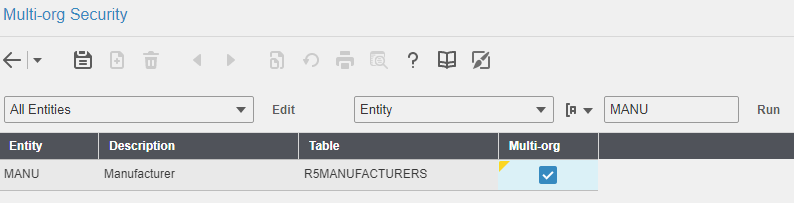 Multi-org Security
All Entities Edit Entity MANU Run
Entity Description Table Multi-org
MANU Manufacturer R5MANUFACTURERS